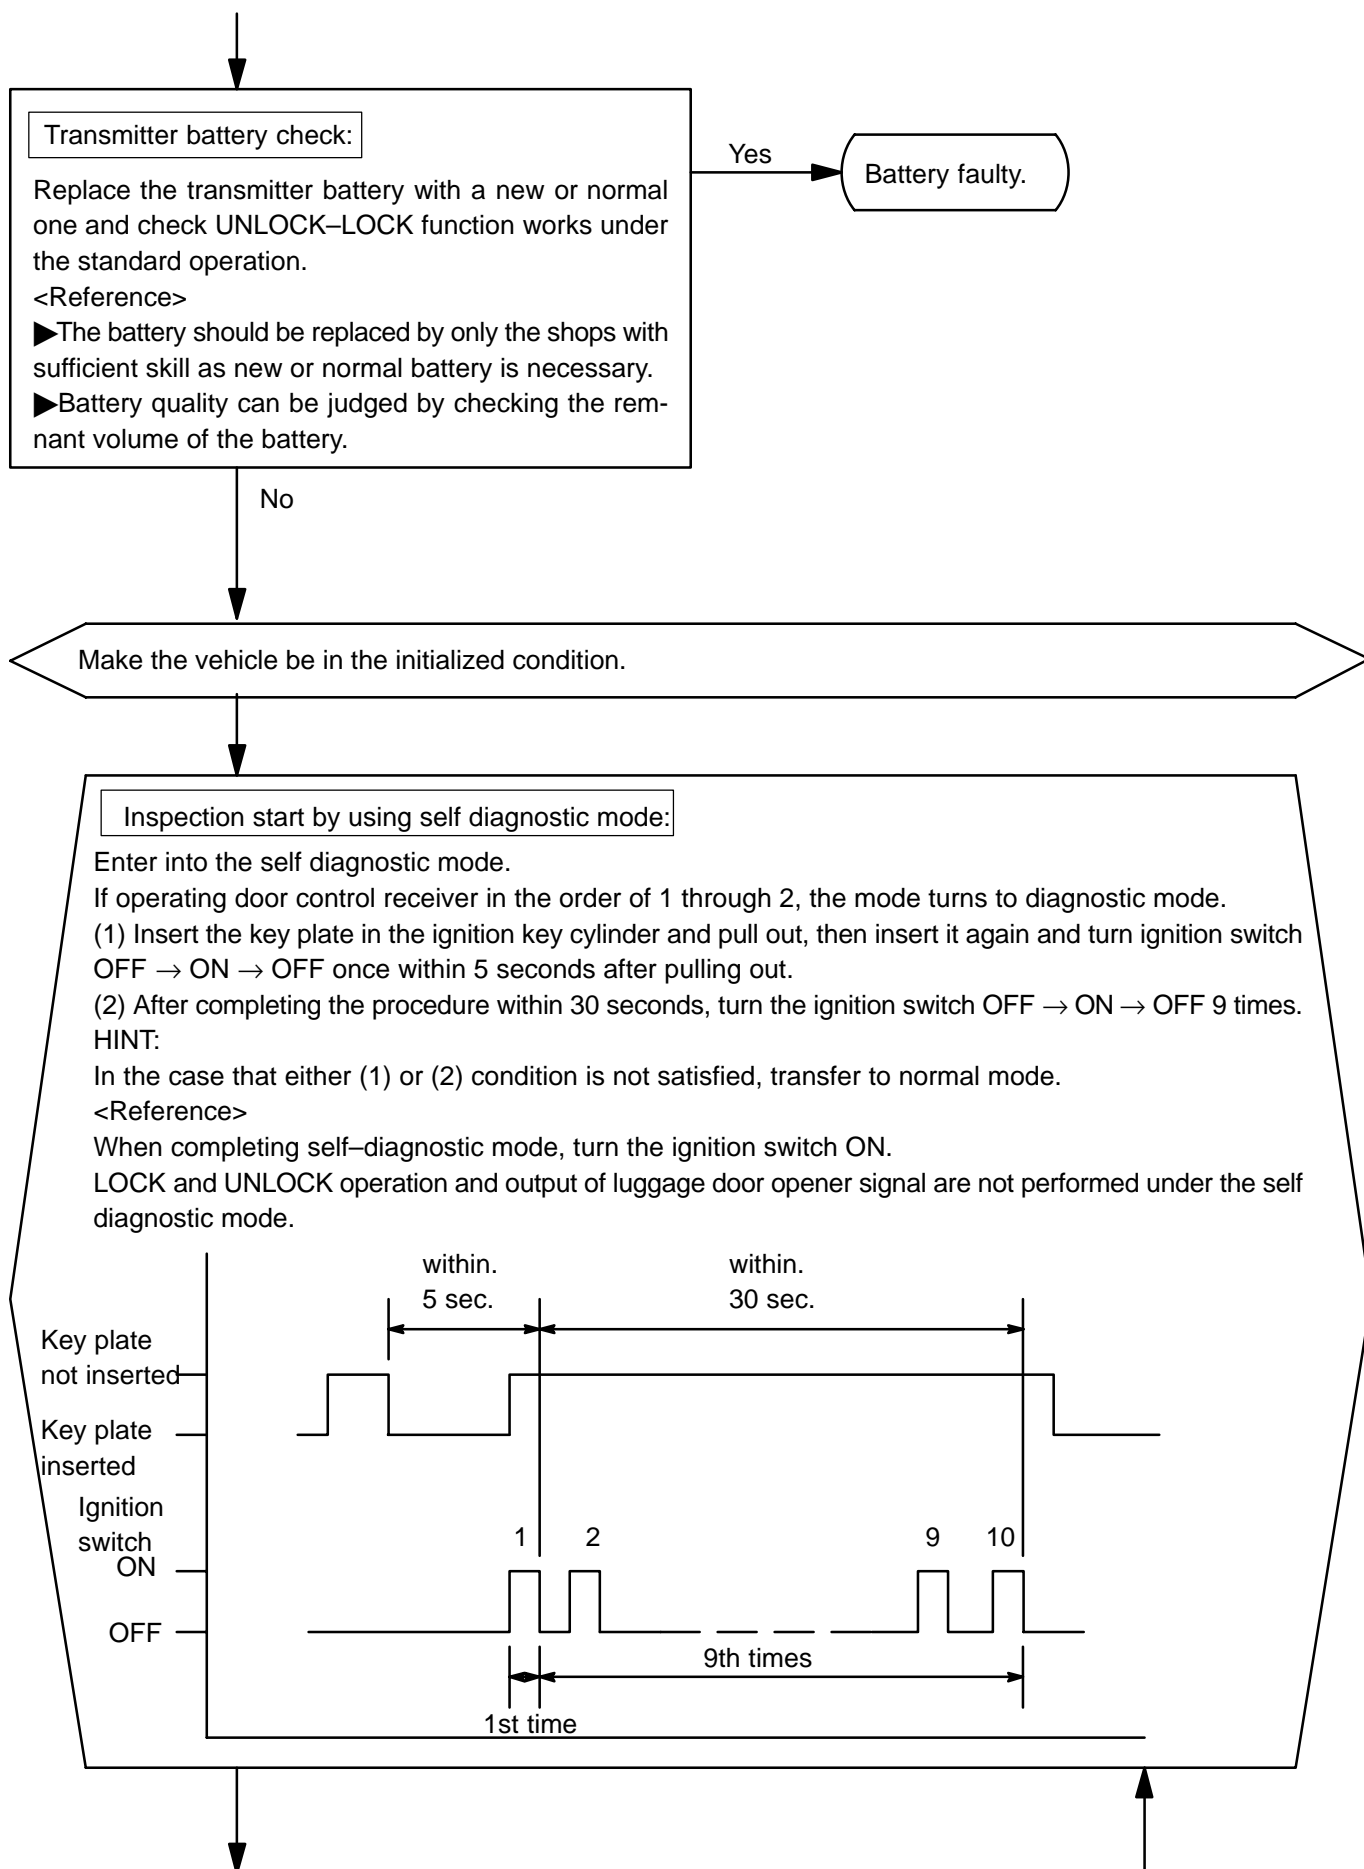 Transmitter battery check:
Yes
Battery faulty.
Replace the transmitter battery with a new or normal
one and check UNLOCK–LOCK function works under
the standard operation.
<Reference>
▶The battery should be replaced by only the shops with
sufficient skill as new or normal battery is necessary.
▶Battery quality can be judged by checking the rem-
nant volume of the battery.
No
Make the vehicle be in the initialized condition.
Inspection start by using self diagnostic mode:
Enter into the self diagnostic mode.
If operating door control receiver in the order of 1 through 2, the mode turns to diagnostic mode.
(1) Insert the key plate in the ignition key cylinder and pull out, then insert it again and turn ignition switch
OFF → ON → OFF once within 5 seconds after pulling out.
(2) After completing the procedure within 30 seconds, turn the ignition switch OFF → ON → OFF 9 times.
HINT:
In the case that either (1) or (2) condition is not satisfied, transfer to normal mode.
<Reference>
When completing self–diagnostic mode, turn the ignition switch ON.
LOCK and UNLOCK operation and output of luggage door opener signal are not performed under the self
diagnostic mode.
within.
5 sec.
within.
30 sec.
Key plate
not inserted
Key plate
inserted
Ignition
switch
ON
OFF
1
2
9
10
9th times
1st time